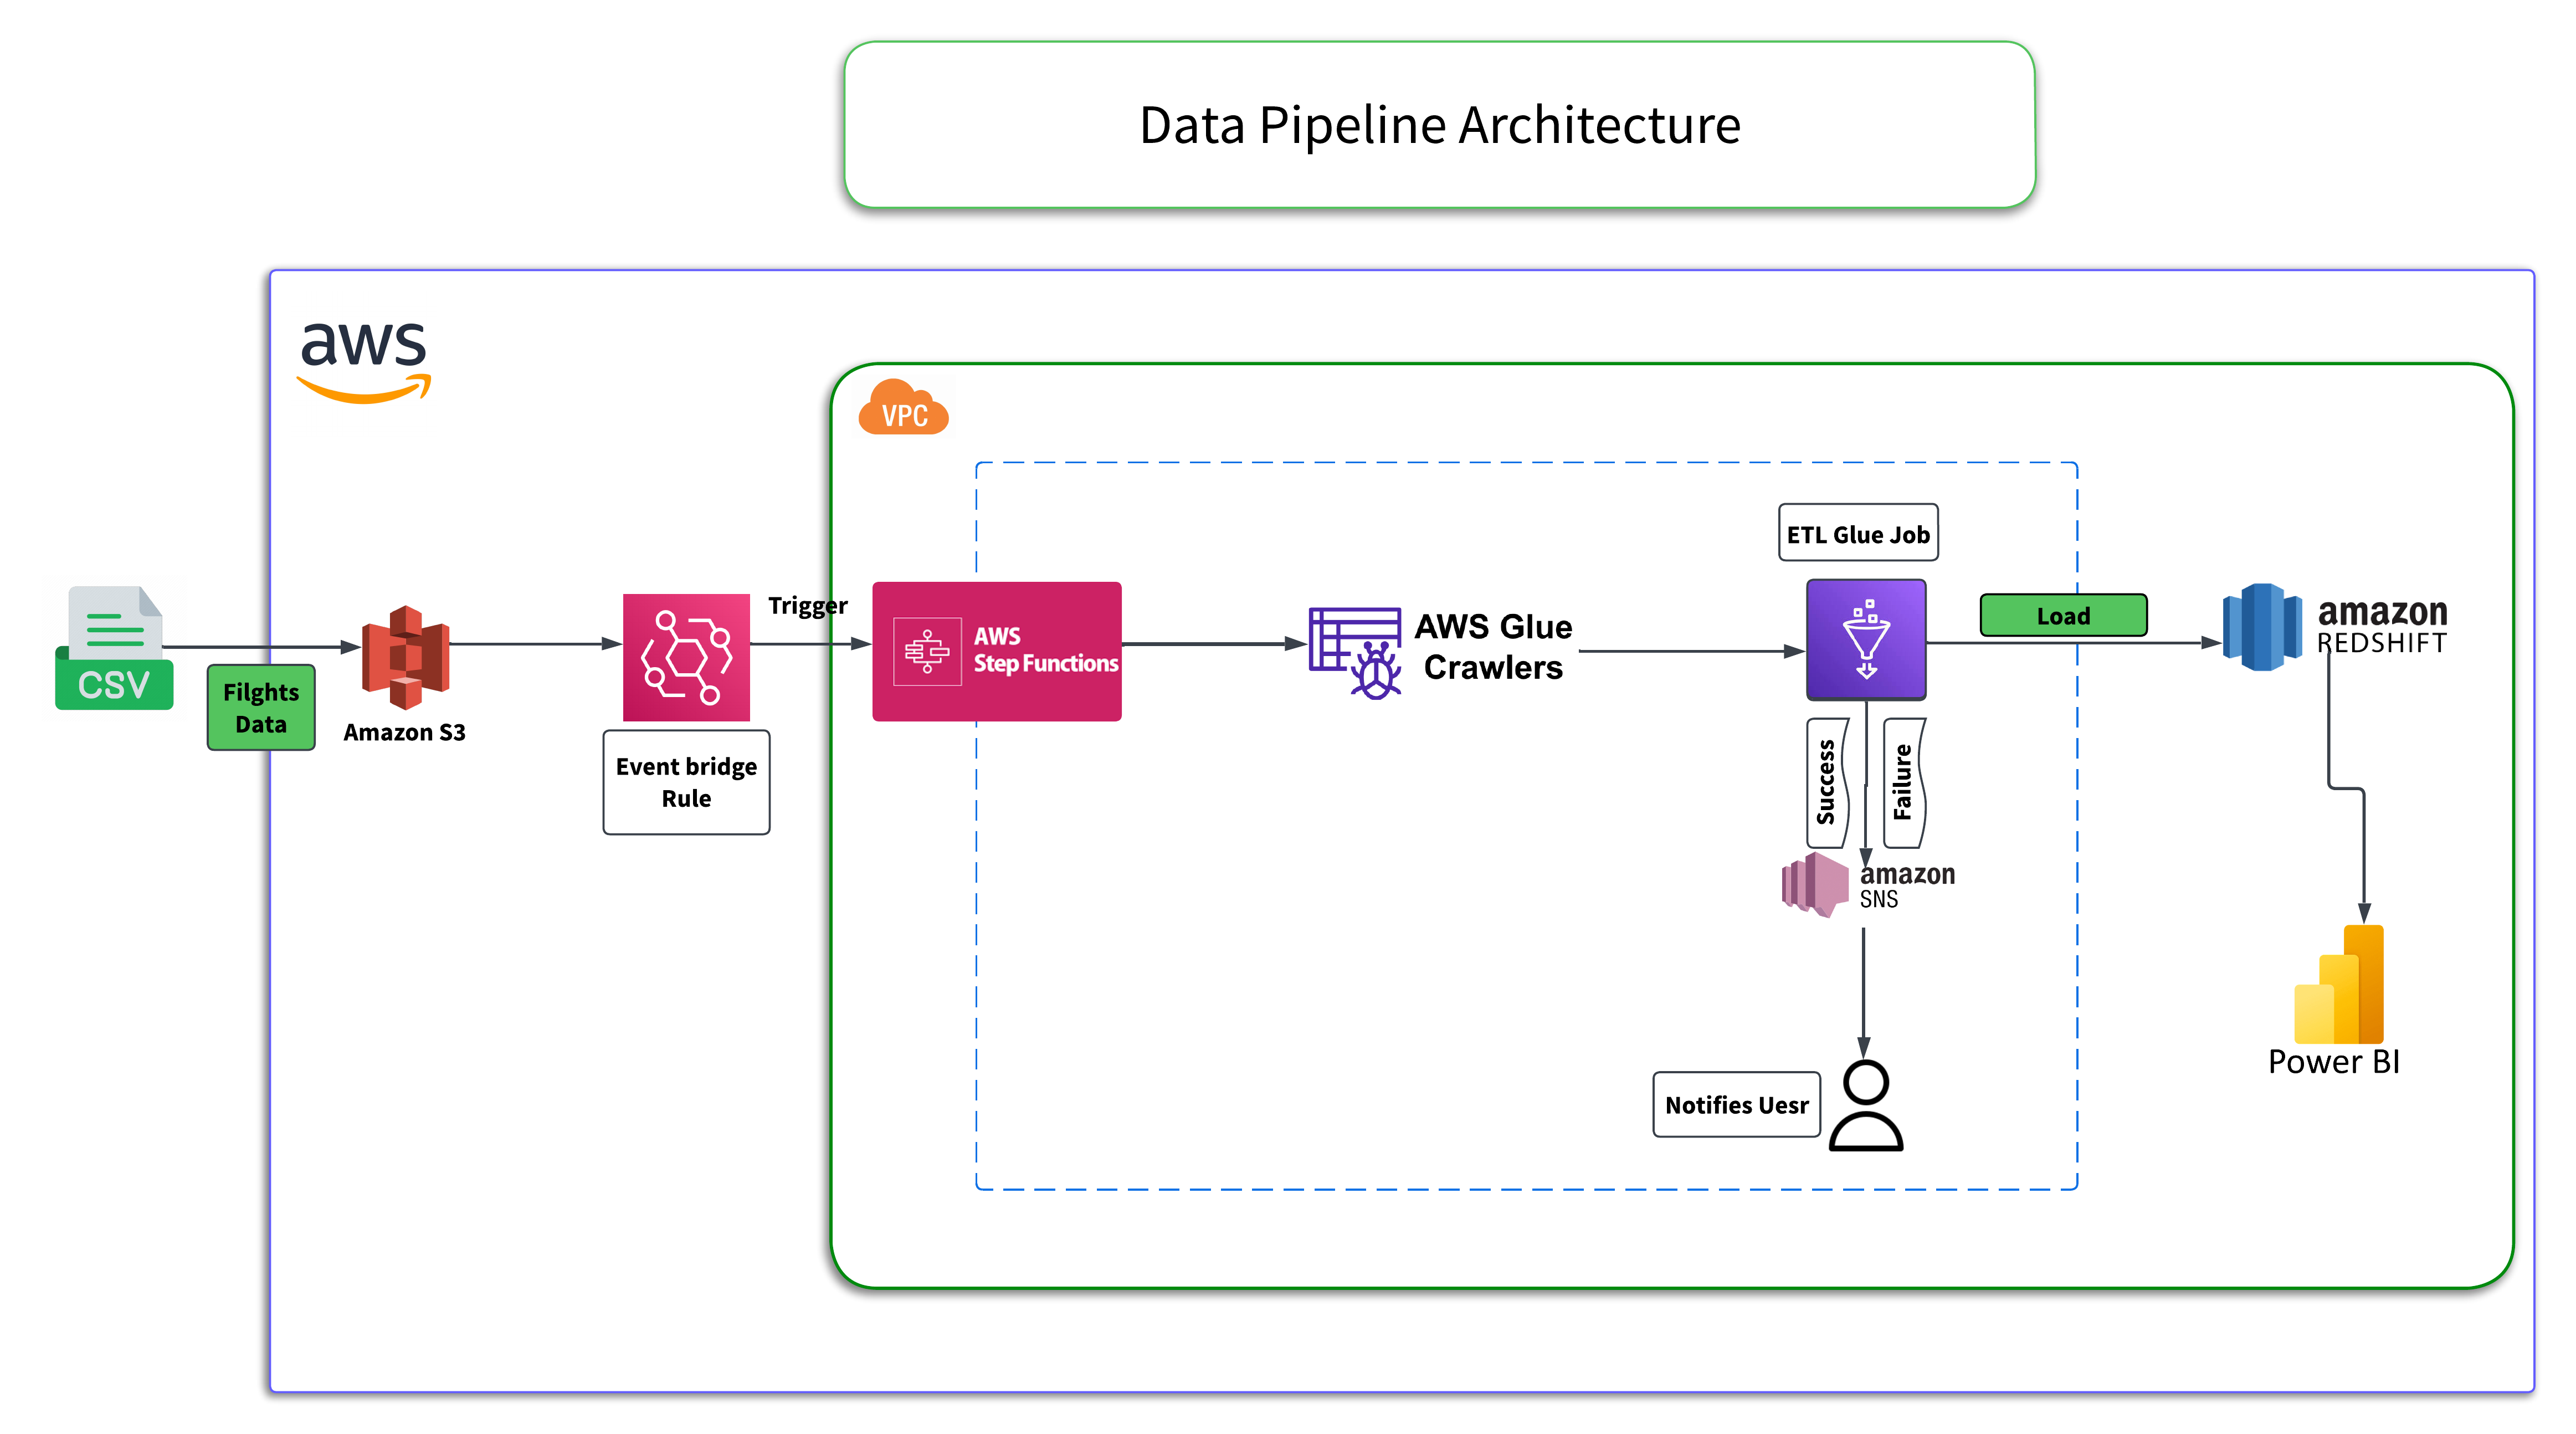 Data Pipeline Architecture
aws
VPC
ETL Glue Job
CSV
Filghts
Data
Amazon S3
Event bridge
Rule
Trigger
AWS
Step Functions
AWS Glue
Crawlers
Load
amazon
REDSHIFT
Success
Failure
amazon
SNS
Notifies Uesr
Power BI